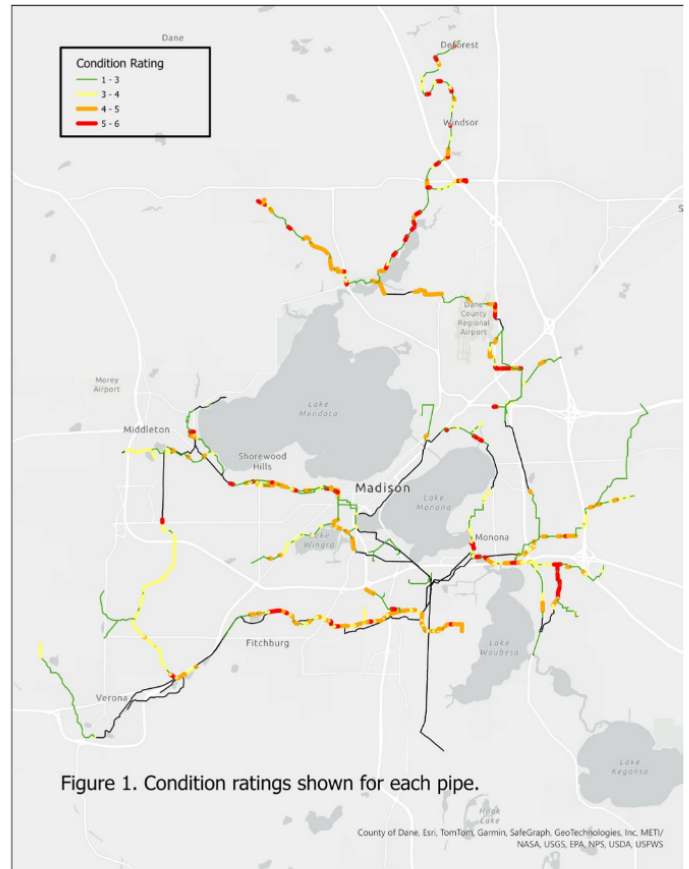 Dane
Deforest
Condition Rating
1 - 3
3 - 4
4 - 5
5 - 6
Windsor
S
Dane
County
Regional
Airport
Morey
Airport
Lake
Mendota
Middleton
Shorewood
Hills
Madison
Lake
Monona
Lake
Wingra
Monona
Fitchburg
Lake
Waubesa
Verona
Lake
Kegonsa
Figure 1. Condition ratings shown for each pipe.
Hook
Lake
County of Dane, Esri, TomTom, Garmin, SafeGraph, GeoTechnologies, Inc, METI/
NASA, USGS, EPA, NPS, USDA, USFWS